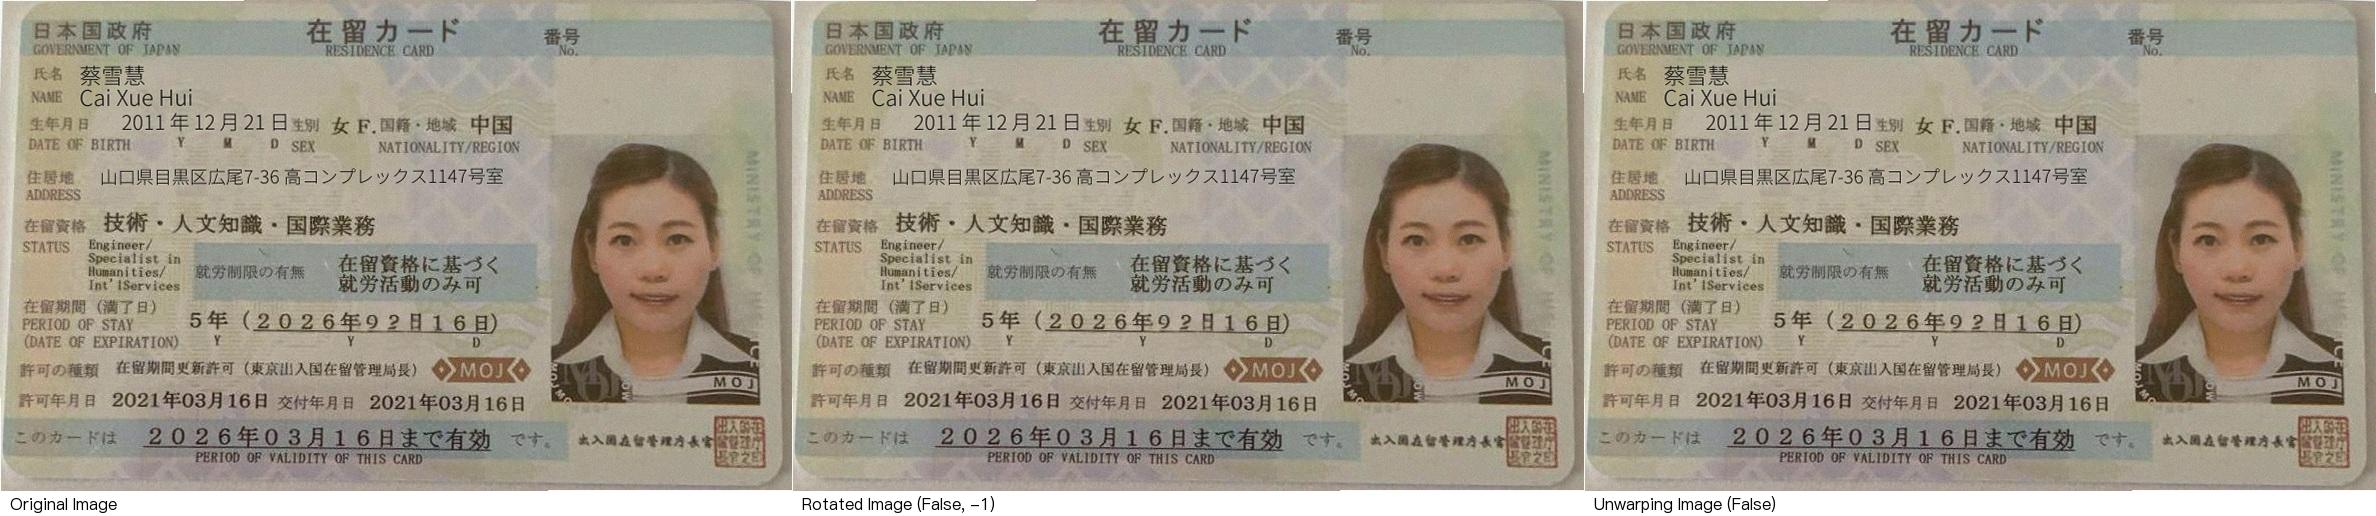 日本国政府 在留カード 番号
GOVERNMENT OF JAPAN RESIDENCE CARD No.
氏名 蔡雪慧
NAME Cai Xue Hui
生年月日 2011年12月21日 性別 女 F. 国籍・地域 中国
DATE OF BIRTH Y M D SEX NATIONALITY/REGION
住居地 山口県目黒区広尾7-36 高コンプレックス1147号室
ADDRESS
在留資格 技術・人文知識・国際業務
STATUS Engineer/
Specialist in
Humanities/
Int'lServices
就労制限の有無 在留資格に基づく
就労活動のみ可
在留期間(満了日)
PERIOD OF STAY
(DATE OF EXPIRATION)
5年(2026年92月16日)
Y Y D
許可の種類 在留期間更新許可(東京出入国在留管理局長) MOJ
許可年月日 2021年03月16日 交付年月日 2021年03月16日
このカードは 2026年03月16日まで有効 です。
PERIOD OF VALIDITY OF THIS CARD
MINISTRY OF
MOJ
出入国在留管理庁長官
Original Image
日本国政府 在留カード 番号
GOVERNMENT OF JAPAN RESIDENCE CARD No.
氏名 蔡雪慧
NAME Cai Xue Hui
生年月日 2011年12月21日 性別 女 F. 国籍・地域 中国
DATE OF BIRTH Y M D SEX NATIONALITY/REGION
住居地 山口県目黒区広尾7-36 高コンプレックス1147号室
ADDRESS
在留資格 技術・人文知識・国際業務
STATUS Engineer/
Specialist in
Humanities/
Int'lServices
就労制限の有無 在留資格に基づく
就労活動のみ可
在留期間(満了日)
PERIOD OF STAY
(DATE OF EXPIRATION)
5年(2026年92月16日)
Y Y D
許可の種類 在留期間更新許可(東京出入国在留管理局長) MOJ
許可年月日 2021年03月16日 交付年月日 2021年03月16日
このカードは 2026年03月16日まで有効 です。
PERIOD OF VALIDITY OF THIS CARD
MINISTRY OF
MOJ
出入国在留管理庁長官
Rotated Image (False, -1)
日本国政府 在留カード 番号
GOVERNMENT OF JAPAN RESIDENCE CARD No.
氏名 蔡雪慧
NAME Cai Xue Hui
生年月日 2011年12月21日 性別 女 F. 国籍・地域 中国
DATE OF BIRTH Y M D SEX NATIONALITY/REGION
住居地 山口県目黒区広尾7-36 高コンプレックス1147号室
ADDRESS
在留資格 技術・人文知識・国際業務
STATUS Engineer/
Specialist in
Humanities/
Int'lServices
就労制限の有無 在留資格に基づく
就労活動のみ可
在留期間(満了日)
PERIOD OF STAY
(DATE OF EXPIRATION)
5年(2026年92月16日)
Y Y D
許可の種類 在留期間更新許可(東京出入国在留管理局長) MOJ
許可年月日 2021年03月16日 交付年月日 2021年03月16日
このカードは 2026年03月16日まで有効 です。
PERIOD OF VALIDITY OF THIS CARD
MINISTRY OF
MOJ
出入国在留管理庁長官
Unwarping Image (False)